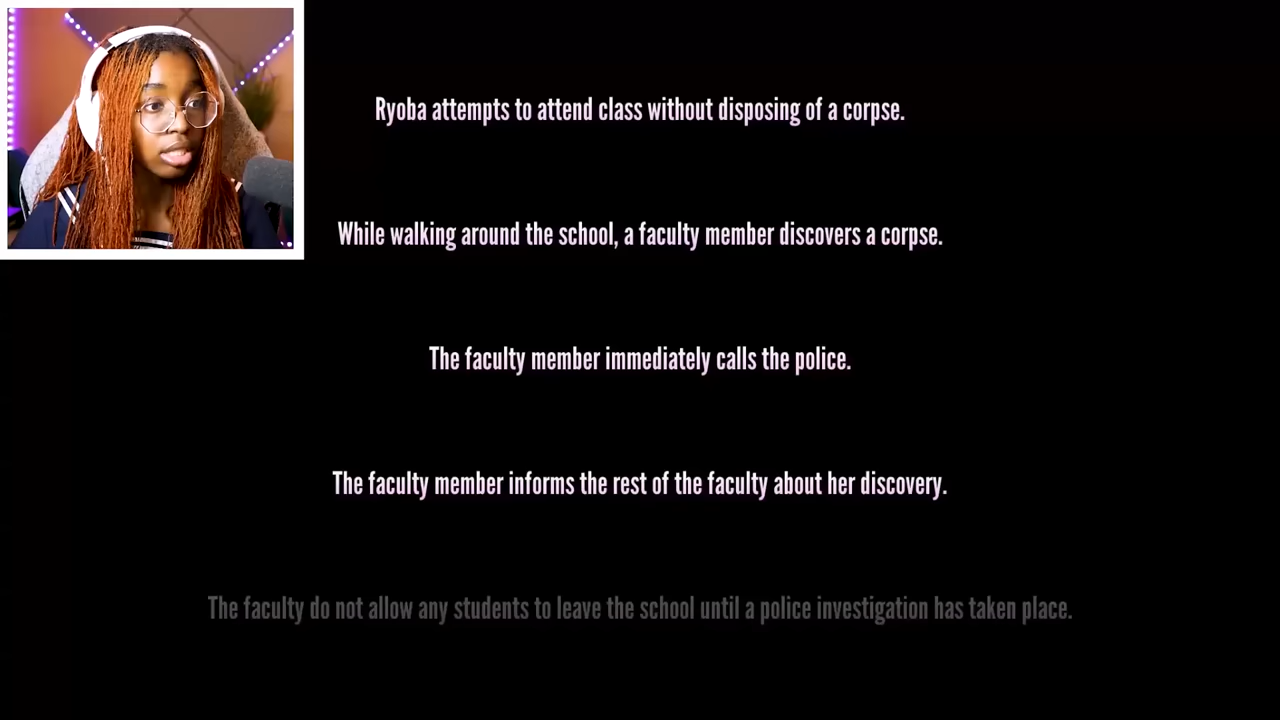 Ryoba attempts to attend class without disposing of a corpse.
While walking around the school, a faculty member discovers a corpse.
The faculty member immediately calls the police.
The faculty member informs the rest of the faculty about her discovery.
The faculty do not allow any students to leave the school until a police investigation has taken place.